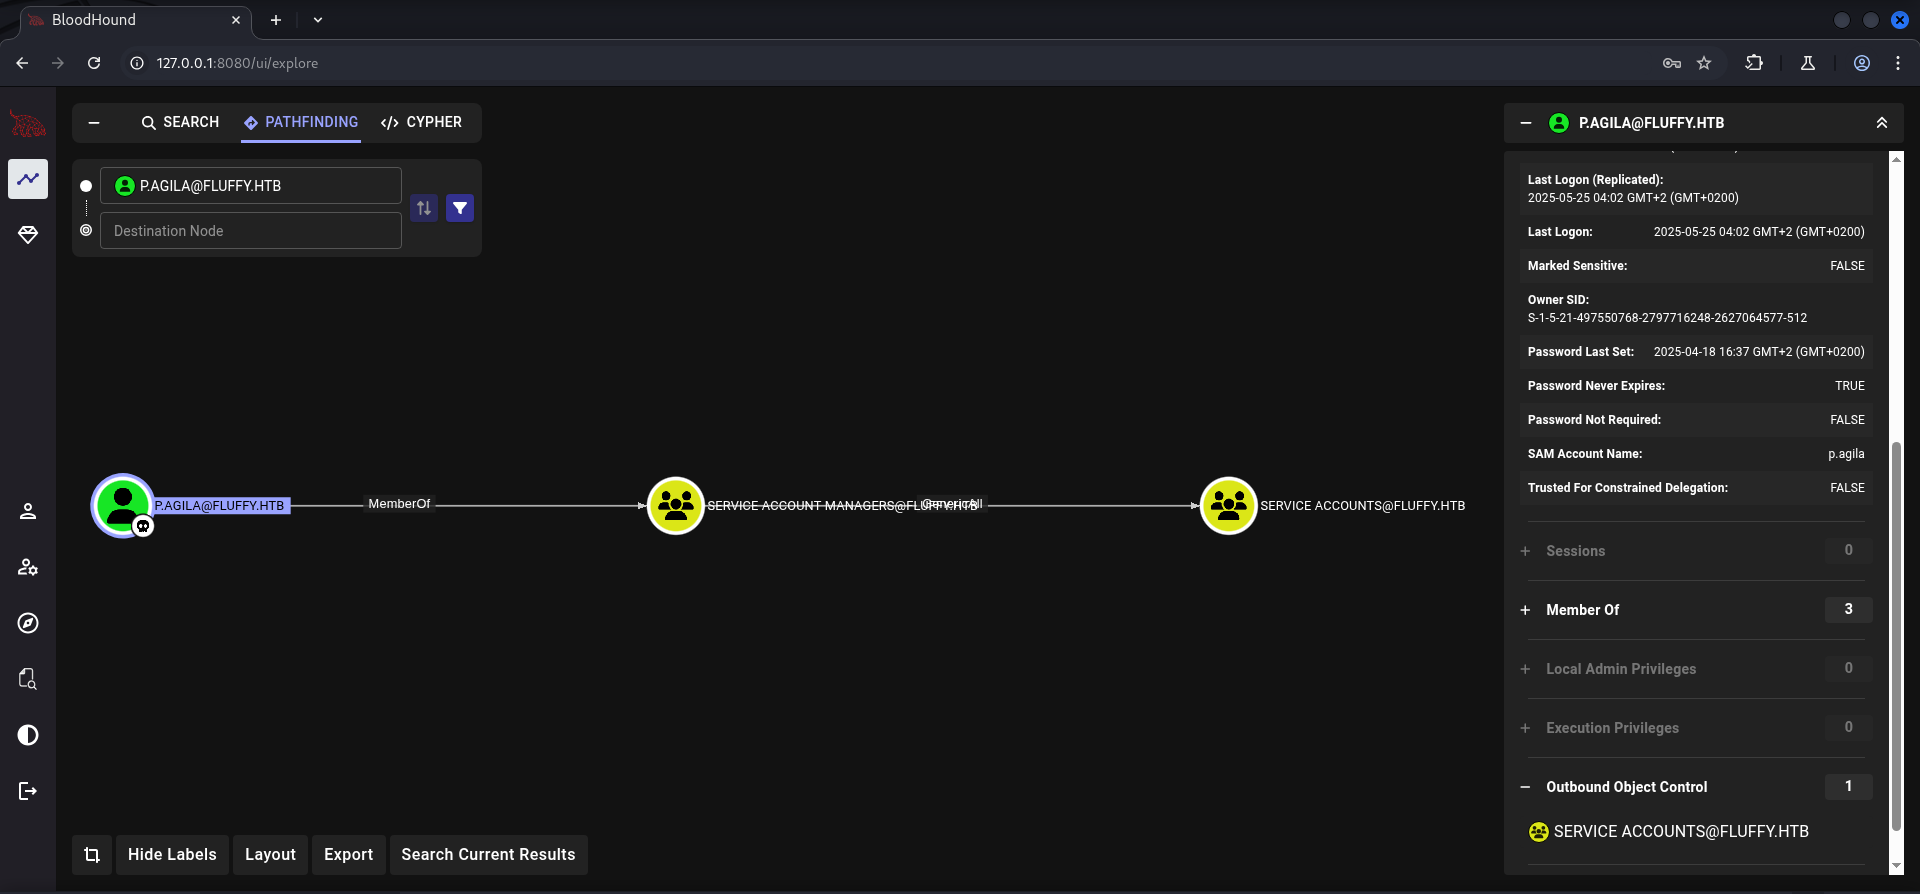 BloodHound
127.0.0.1:8080/ui/explore
SEARCH
PATHFINDING
CYPHER
P.AGILA@FLUFFY.HTB
Destination Node
P.AGILA@FLUFFY.HTB
MemberOf
SERVICE ACCOUNT MANAGERS@FLUFFY.HTB
GenericAll
SERVICE ACCOUNTS@FLUFFY.HTB
Hide Labels
Layout
Export
Search Current Results
P.AGILA@FLUFFY.HTB
Last Logon (Replicated):
2025-05-25 04:02 GMT+2 (GMT+0200)
Last Logon: 2025-05-25 04:02 GMT+2 (GMT+0200)
Marked Sensitive: FALSE
Owner SID:
S-1-5-21-497550768-2797716248-2627064577-512
Password Last Set: 2025-04-18 16:37 GMT+2 (GMT+0200)
Password Never Expires: TRUE
Password Not Required: FALSE
SAM Account Name: p.agila
Trusted For Constrained Delegation: FALSE
Sessions 0
Member Of 3
Local Admin Privileges 0
Execution Privileges 0
Outbound Object Control 1
SERVICE ACCOUNTS@FLUFFY.HTB